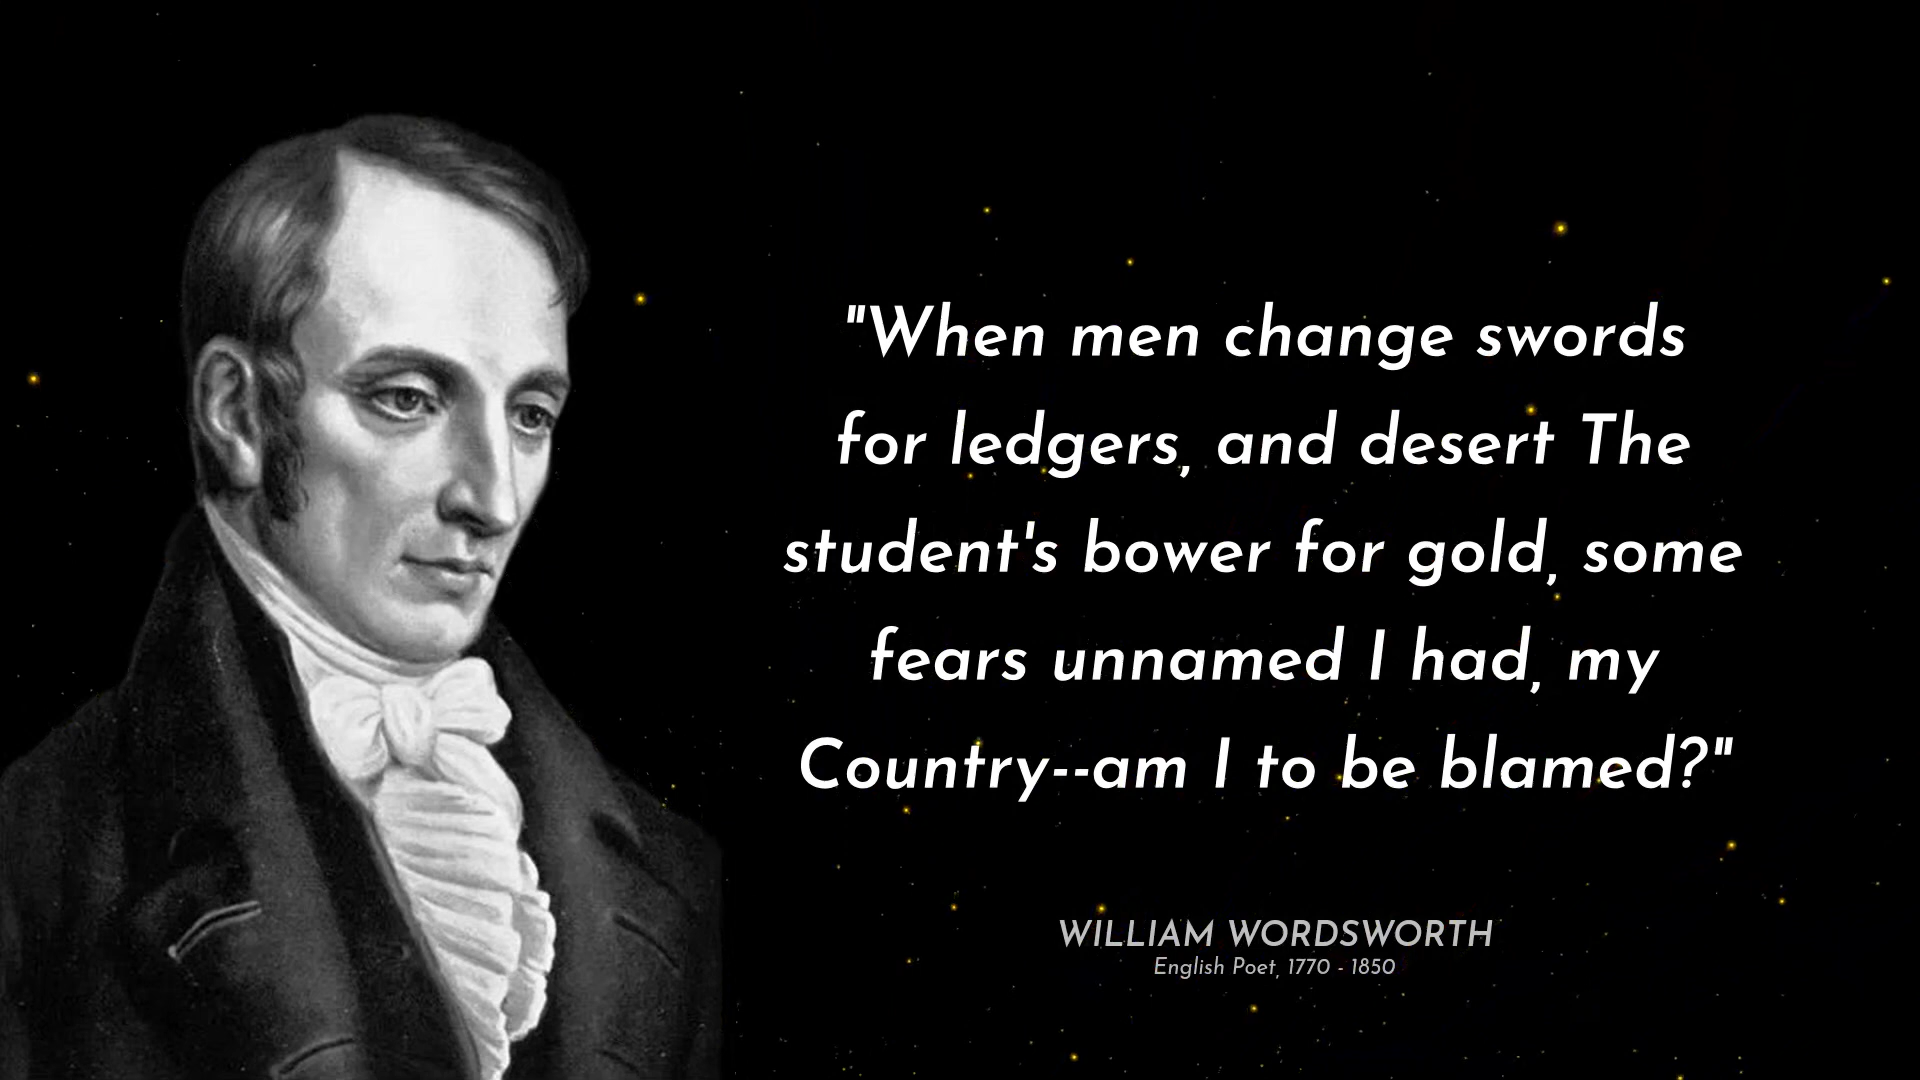 "When men change swords
for ledgers, and desert The
student's bower for gold, some
fears unnamed I had, my
Country--am I to be blamed?"
WILLIAM WORDSWORTH
English Poet, 1770 - 1850